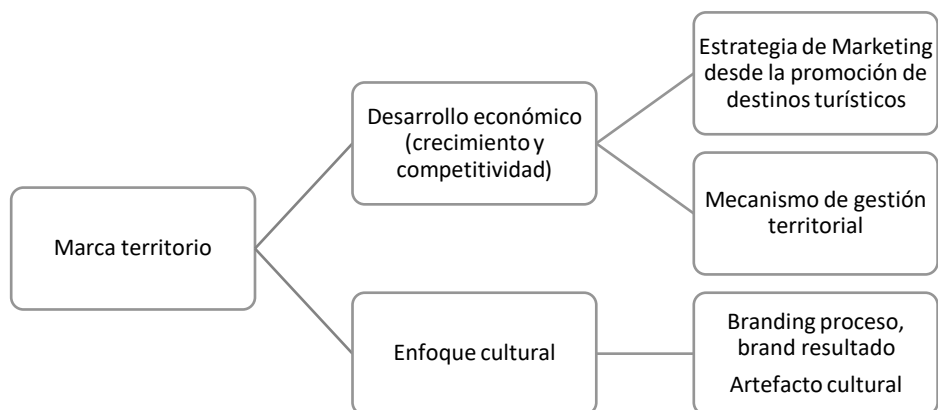 Marca territorio
Desarrollo económico
(crecimiento y
competitividad)
Estrategia de Marketing
desde la promoción de
destinos turísticos
Mecanismo de gestión
territorial
Enfoque cultural
Branding proceso,
brand resultado
Artefacto cultural